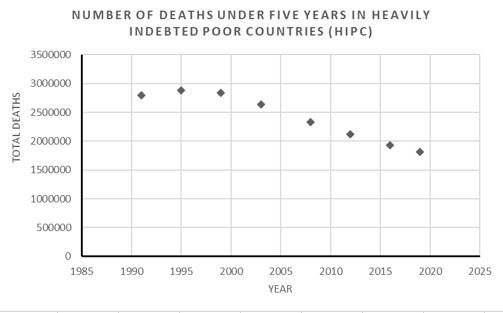 NUMBER OF DEATHS UNDER FIVE YEARS IN HEAVILY
INDEBTED POOR COUNTRIES (HIPC)
3500000
3000000
2500000
2000000
1500000
1000000
500000
0
TOTAL DEATHS
1985 1990 1995 2000 2005 2010 2015 2020 2025
YEAR